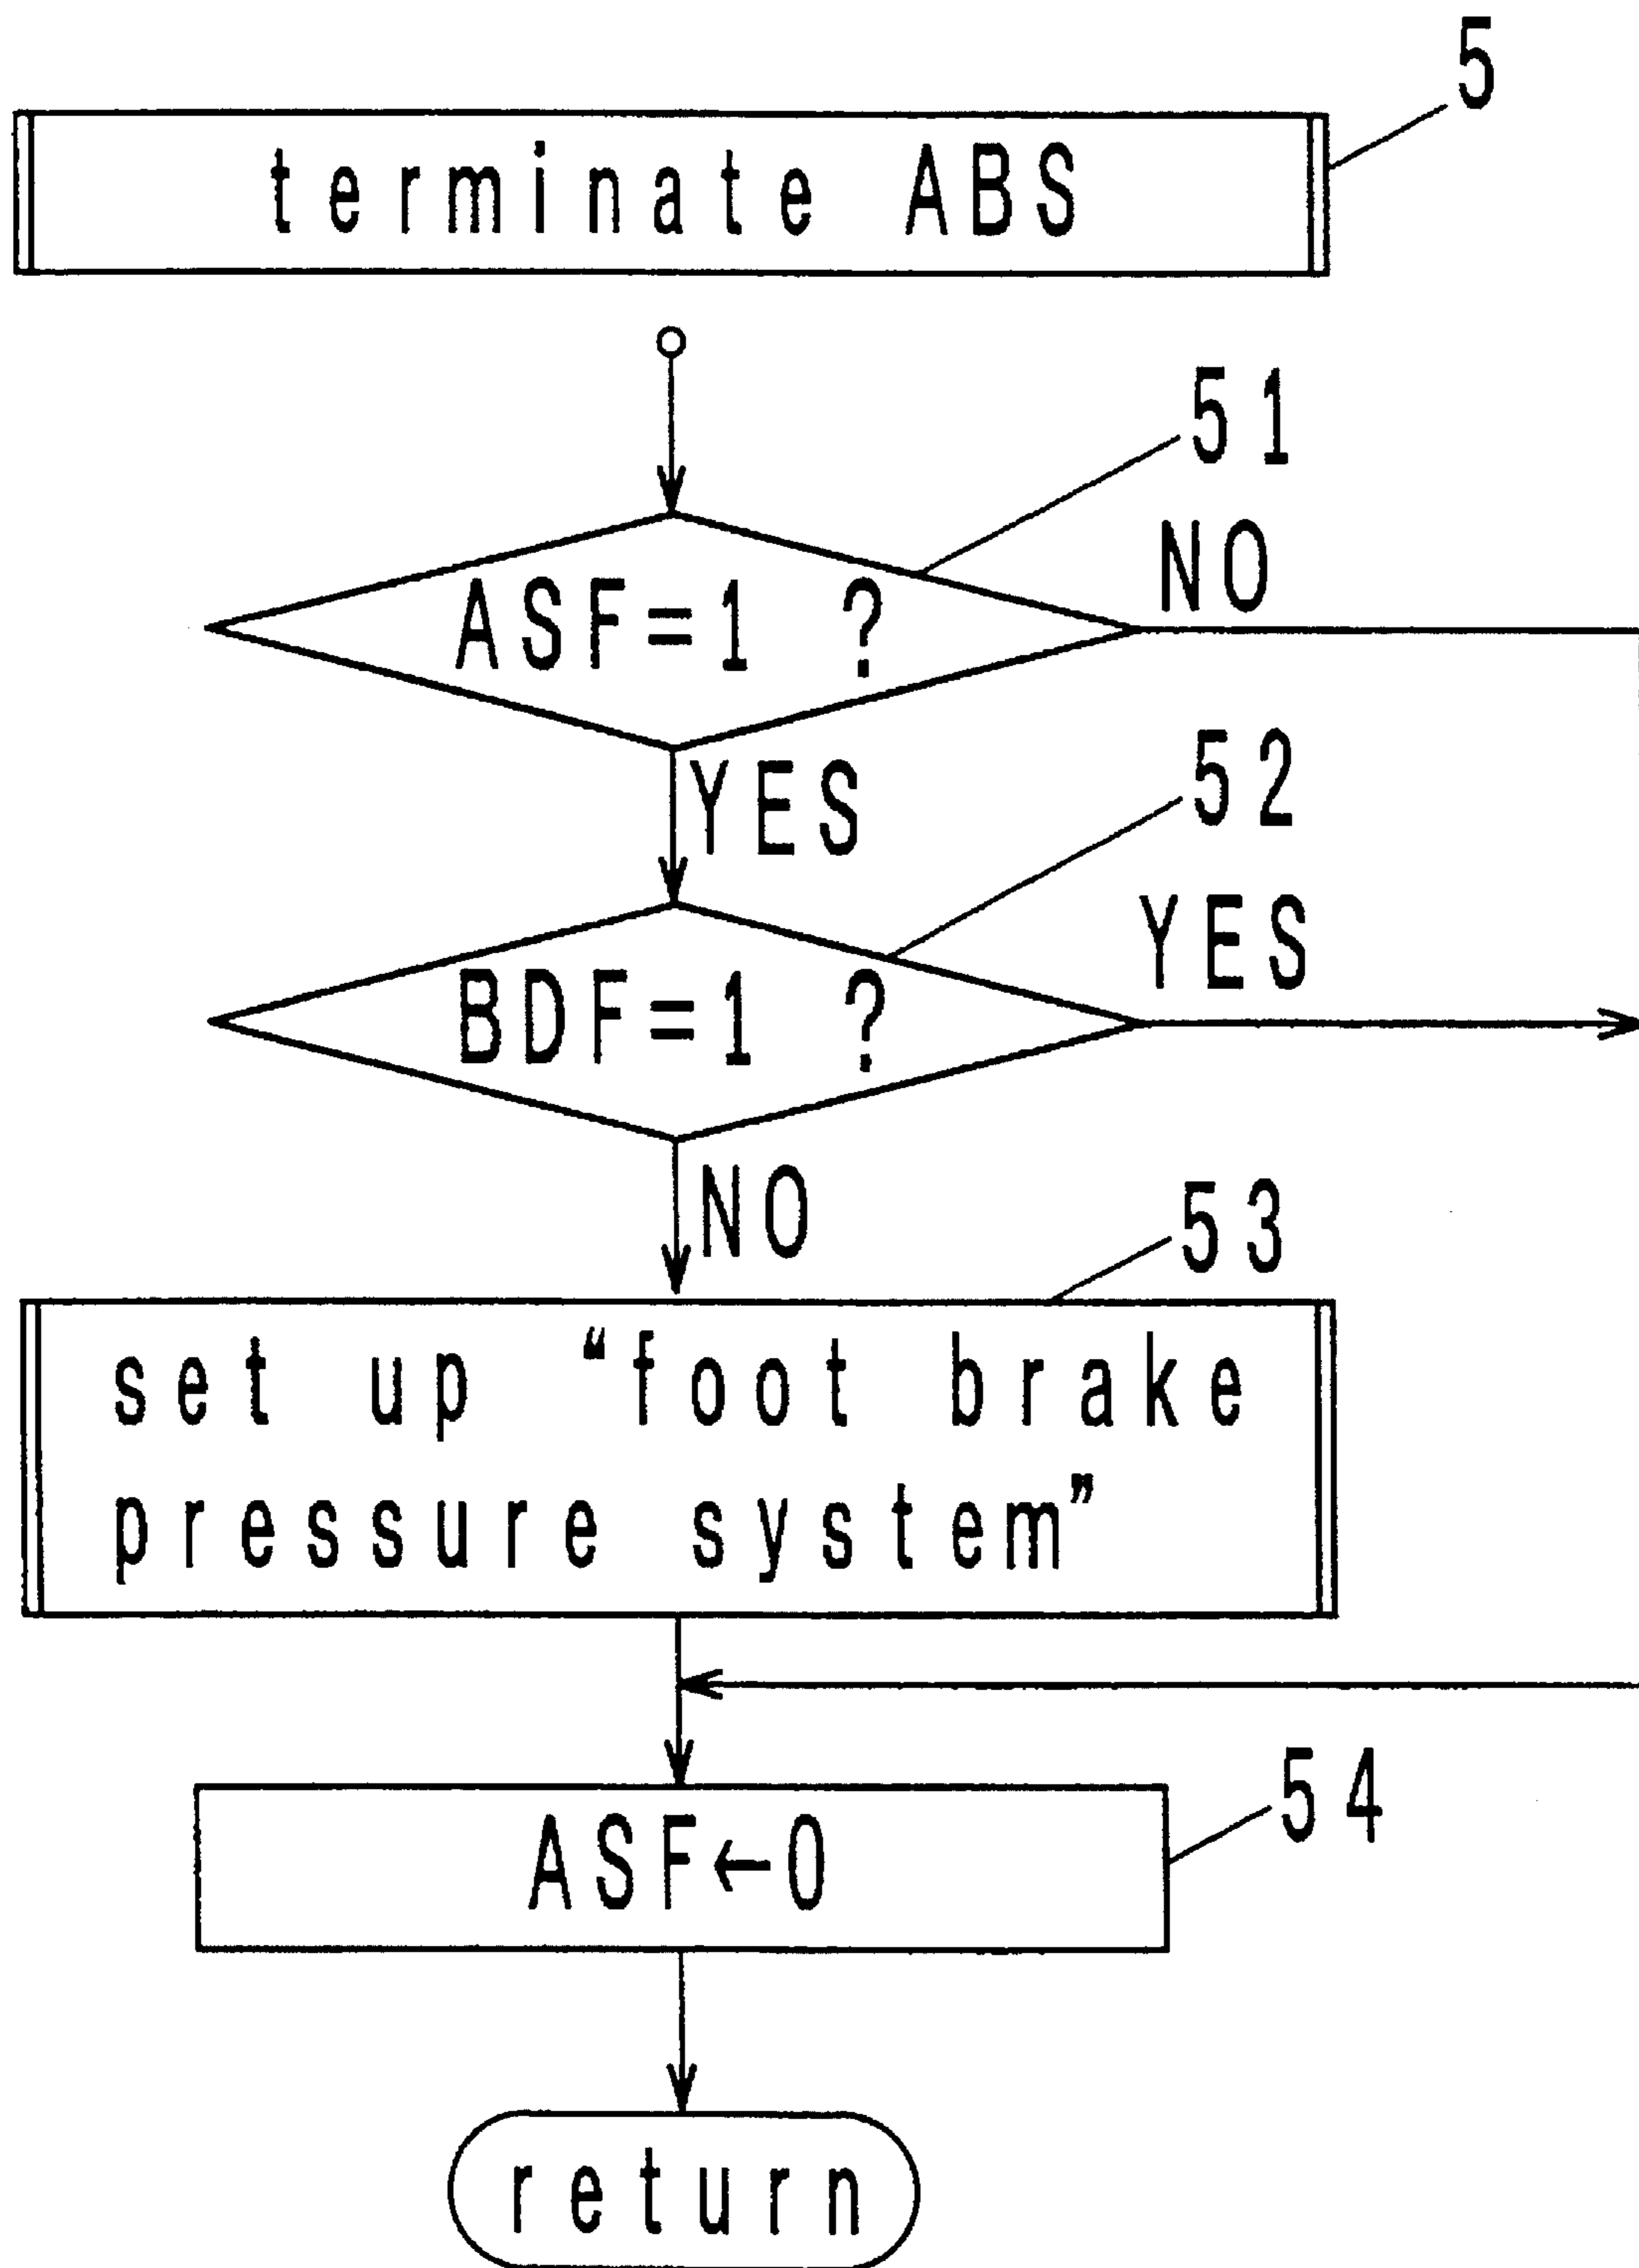 5
terminate ABS
51
ASF=1 ?
NO
YES
52
BDF=1 ?
YES
NO
53
set up “foot brake
pressure system”
54
ASF←0
return